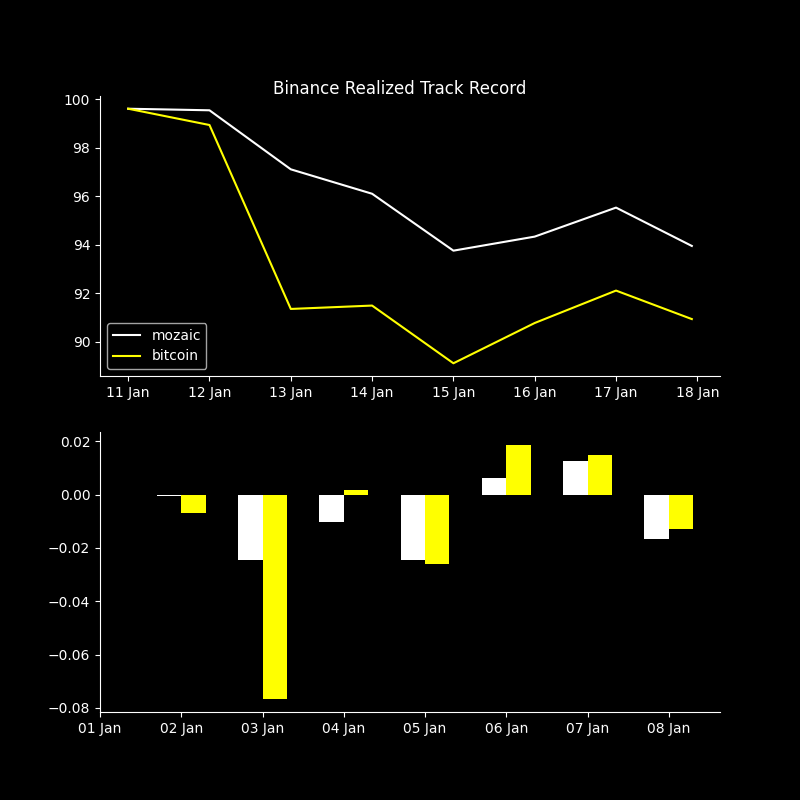 Binance Realized Track Record
100
98
96
94
92
90
mozaic
bitcoin
11 Jan 12 Jan 13 Jan 14 Jan 15 Jan 16 Jan 17 Jan 18 Jan
0.02
0.00
−0.02
−0.04
−0.06
−0.08
01 Jan 02 Jan 03 Jan 04 Jan 05 Jan 06 Jan 07 Jan 08 Jan